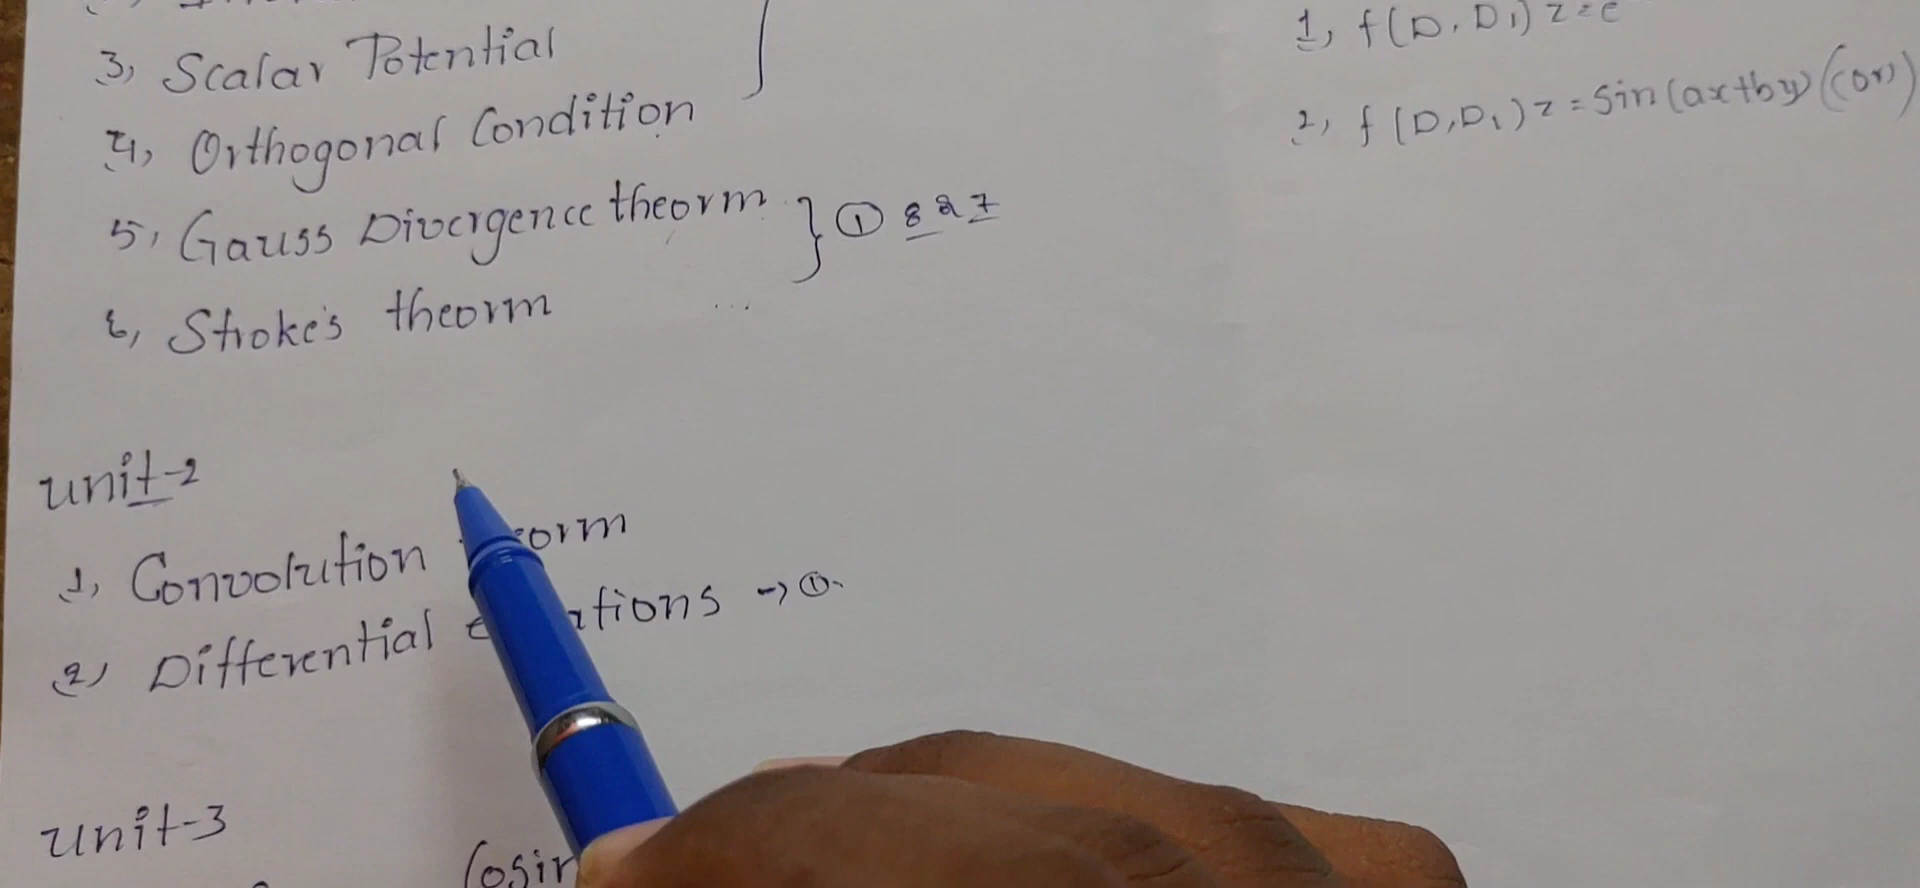 3, Scalar Potential
4, Orthogonal Condition
5, Gauss Divergence theorm } ① 8 a 7
6, Stroke's theorm
unit-2
1, Convolution
2, Differential → ①
unit-3
1, f(D, D1) z = e
2, f(D, D1) z = Sin(ax+by) (or)